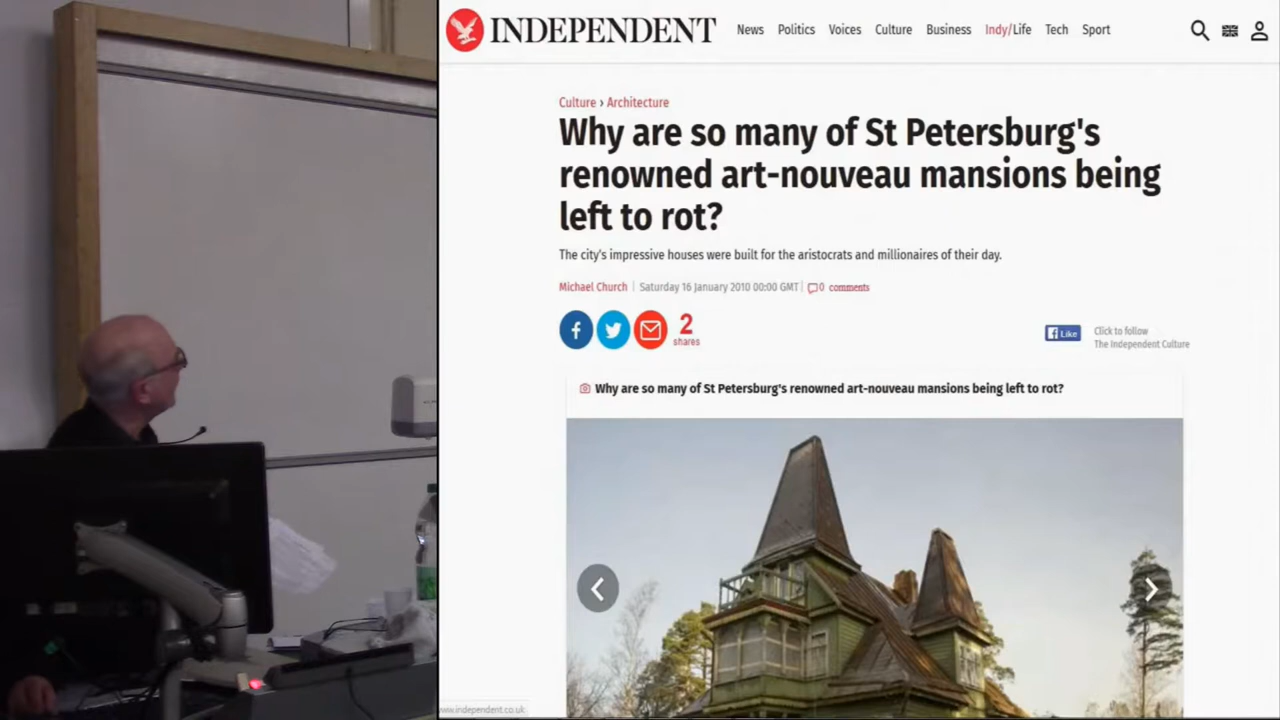 INDEPENDENT
News Politics Voices Culture Business Indy/Life Tech Sport
Culture › Architecture
Why are so many of St Petersburg's
renowned art-nouveau mansions being
left to rot?
The city's impressive houses were built for the aristocrats and millionaires of their day.
Michael Church | Saturday 16 January 2010 00:00 GMT | 0 comments
2
shares
Like
Click to follow
The Independent Culture
Why are so many of St Petersburg's renowned art-nouveau mansions being left to rot?
www.independent.co.uk